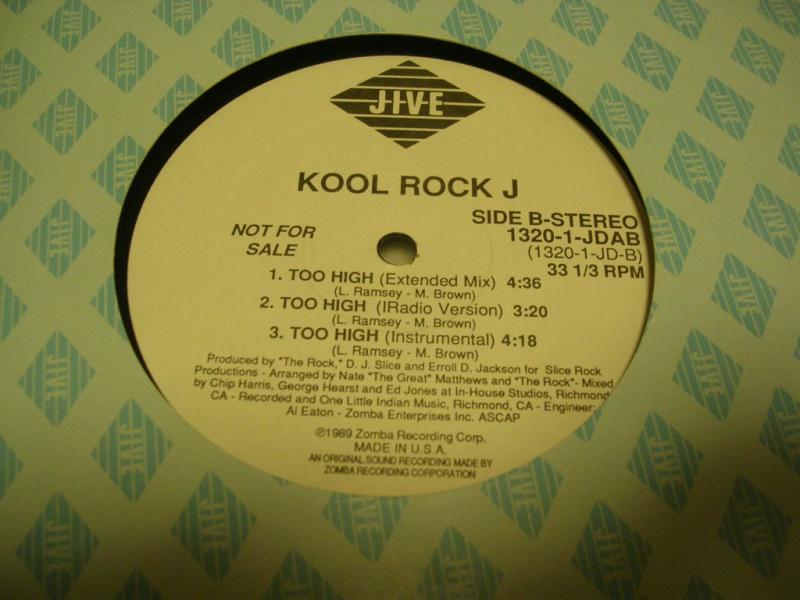 JIVE
KOOL ROCK J
NOT FOR
SALE
SIDE B-STEREO
1320-1-JDAB
(1320-1-JD-B)
33 1/3 RPM
1. TOO HIGH (Extended Mix) 4:36
(L. Ramsey - M. Brown)
2. TOO HIGH (IRadio Version) 3:20
(L. Ramsey - M. Brown)
3. TOO HIGH (Instrumental) 4:18
(L. Ramsey - M. Brown)
Produced by "The Rock," D. J. Slice and Erroll D. Jackson for Slice Rock
Productions - Arranged by Nate "The Great" Matthews and "The Rock"- Mixed
by Chip Harris, George Hearst and Ed Jones at In-House Studios, Richmond
CA - Recorded and One Little Indian Music, Richmond, CA - Engineer:
Al Eaton - Zomba Enterprises Inc. ASCAP
℗1989 Zomba Recording Corp.
MADE IN U.S.A.
AN ORIGINAL SOUND RECORDING MADE BY
ZOMBA RECORDING CORPORATION